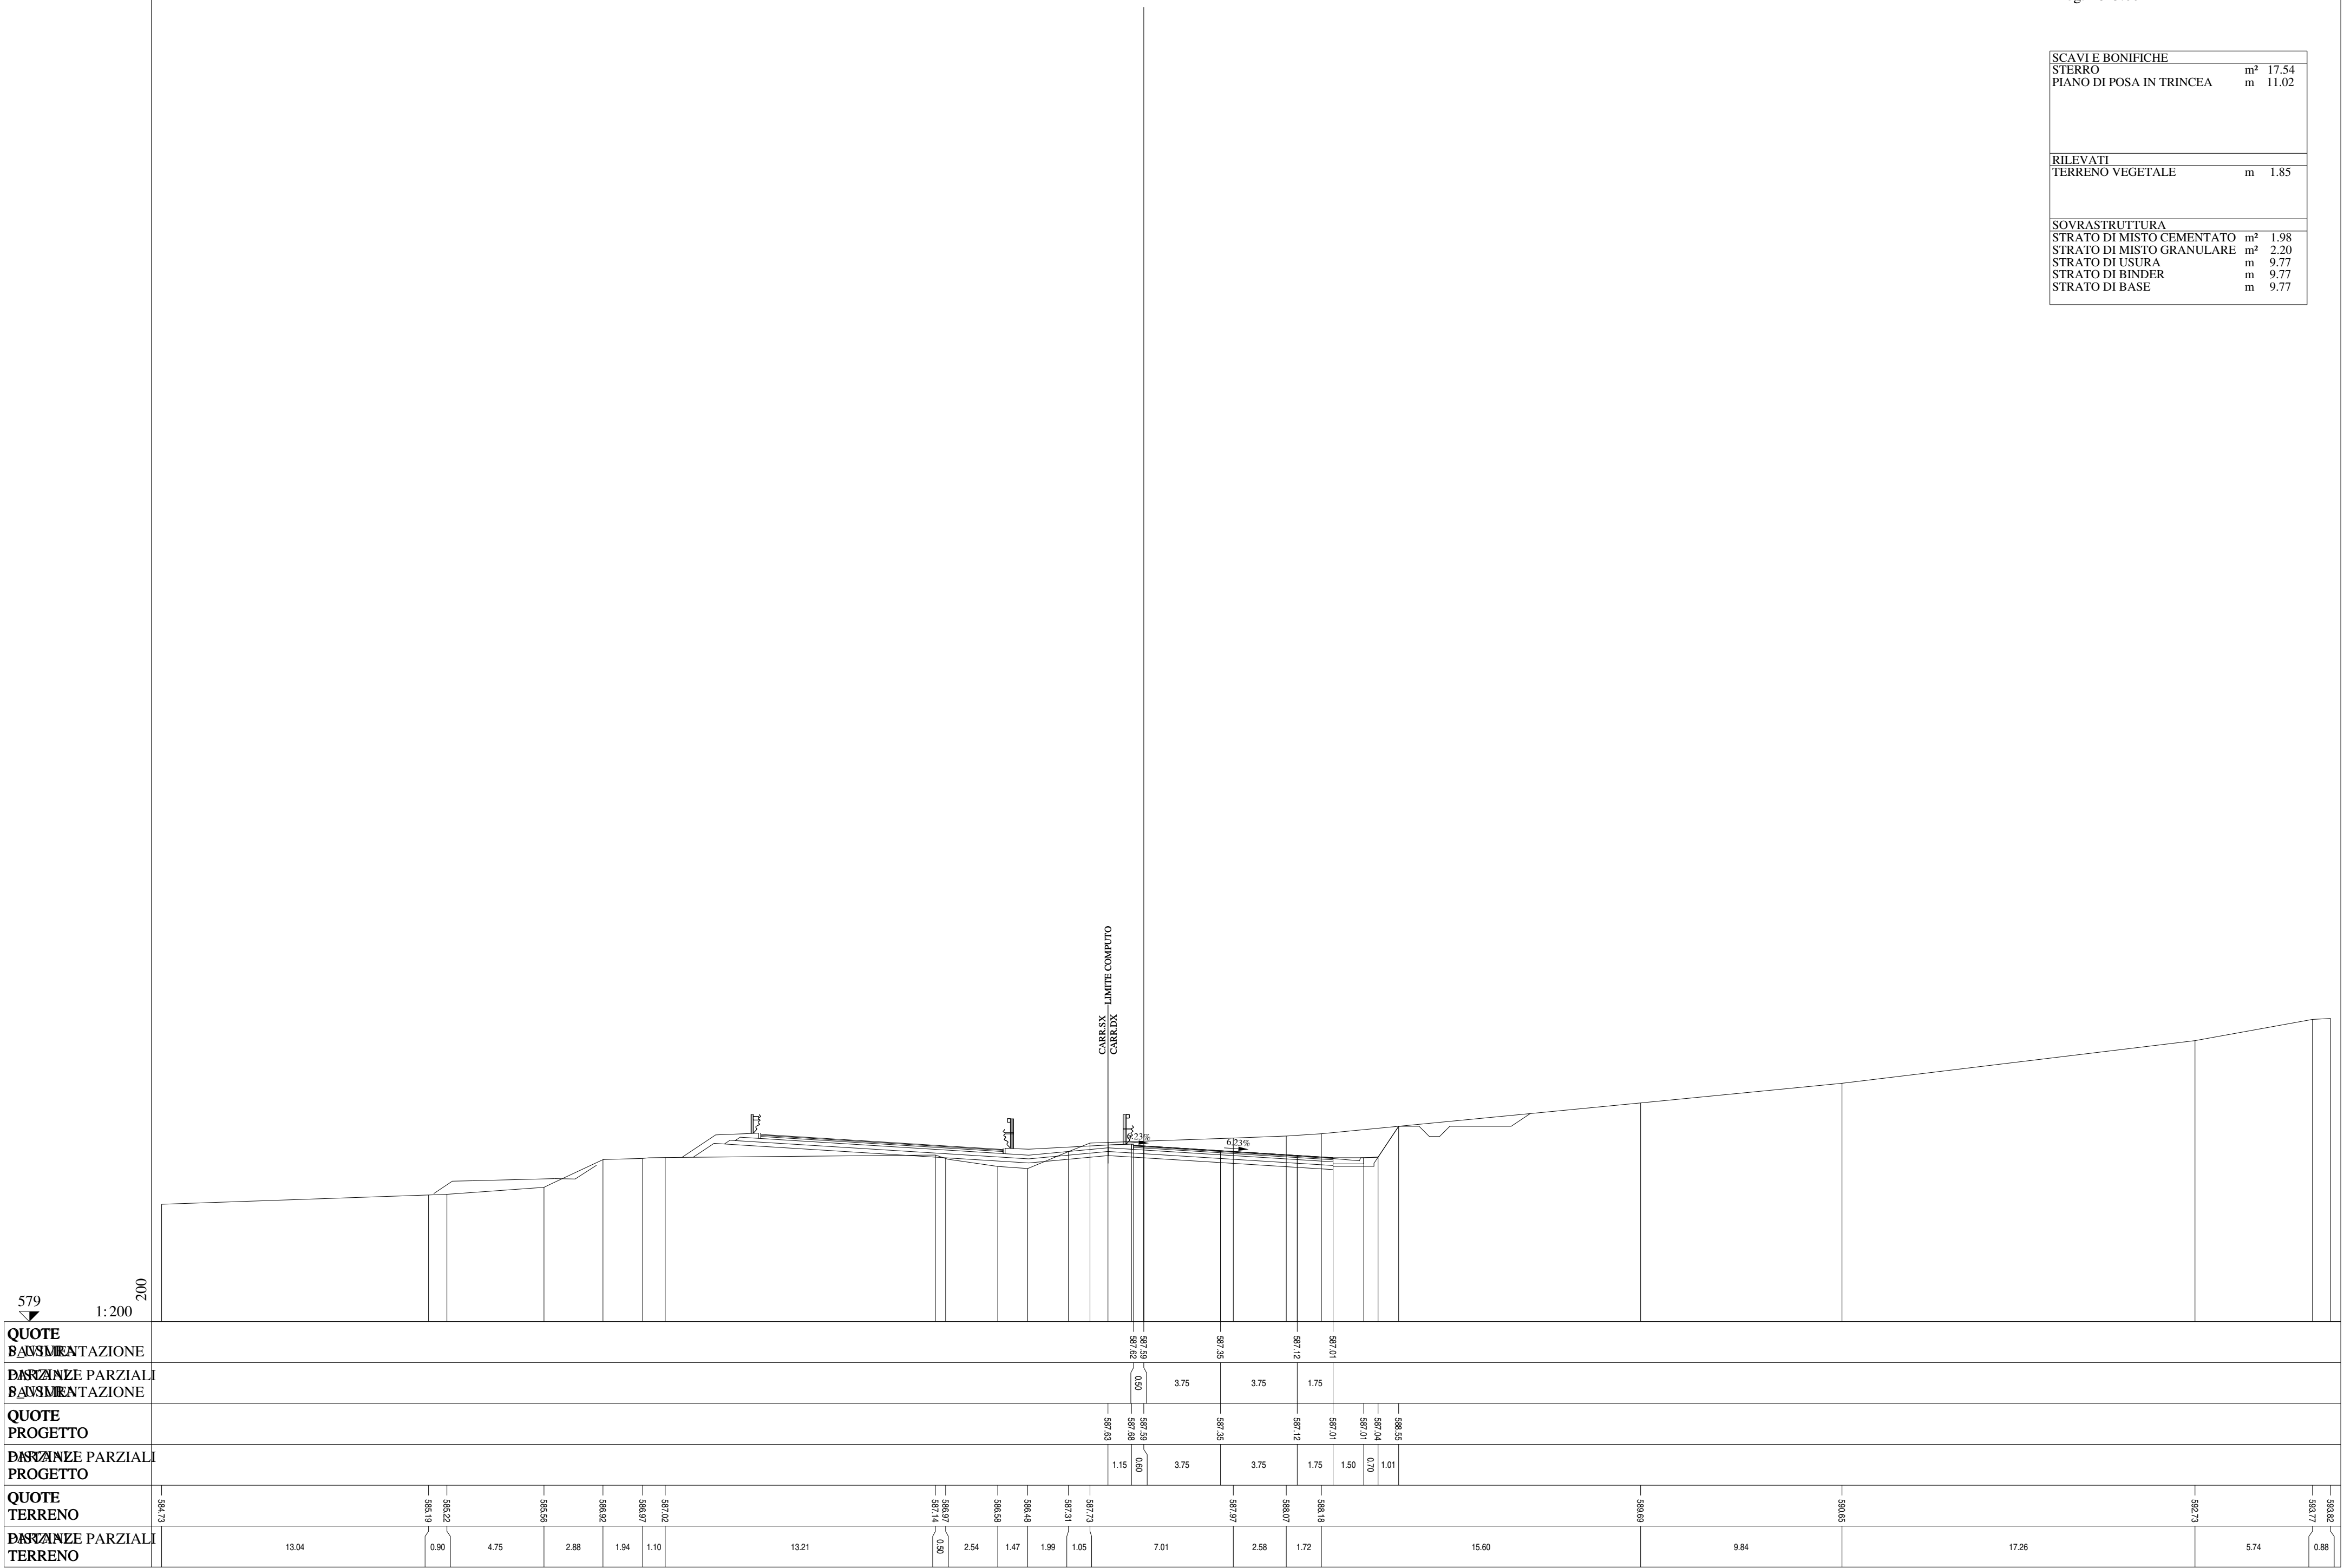 SCAVI E BONIFICHE
STERRO m² 17.54
PIANO DI POSA IN TRINCEA m 11.02
RILEVATI
TERRENO VEGETALE m 1.85
SOVRASTRUTTURA
STRATO DI MISTO CEMENTATO m² 1.98
STRATO DI MISTO GRANULARE m² 2.20
STRATO DI USURA m 9.77
STRATO DI BINDER m 9.77
STRATO DI BASE m 9.77
LIMITE COMPUTO
CARR.SX
CARR.DX
6.23%
579
1:200
200
QUOTE
PAVIMENTAZIONE
587.62 587.59 587.35 587.12 587.01
PARZIALI
PAVIMENTAZIONE
0.50 3.75 3.75 1.75
QUOTE
PROGETTO
587.63 587.68 587.59 587.35 587.12 587.01 587.01 587.04 588.55
PARZIALI
PROGETTO
1.15 0.60 3.75 3.75 1.75 1.50 0.70 1.01
QUOTE
TERRENO
584.73 585.19 585.22 585.56 586.92 586.97 587.02 587.14 586.97 586.58 586.48 587.31 587.73 587.97 588.07 588.18 589.69 590.65 592.73 593.77 593.82
PARZIALI
TERRENO
13.04 0.90 4.75 2.88 1.94 1.10 13.21 0.50 2.54 1.47 1.99 1.05 7.01 2.58 1.72 15.60 9.84 17.26 5.74 0.88